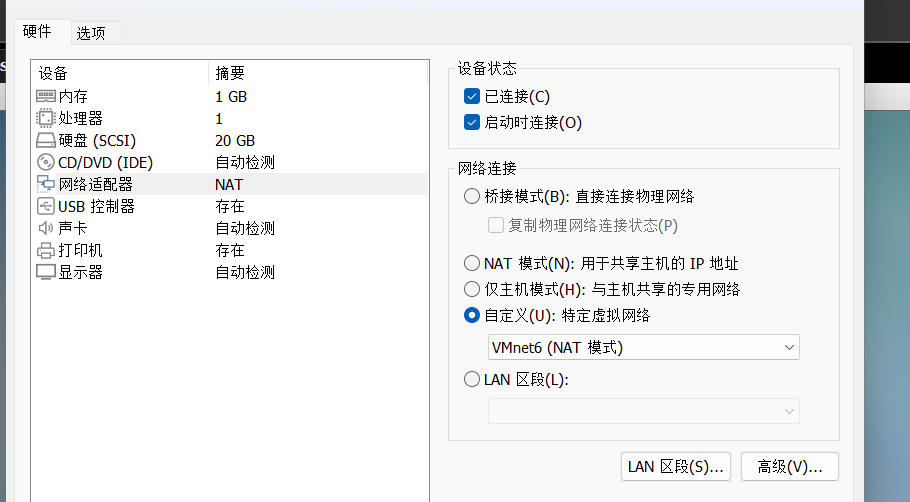 硬件 选项
设备 摘要
内存 1 GB
处理器 1
硬盘 (SCSI) 20 GB
CD/DVD (IDE) 自动检测
网络适配器 NAT
USB 控制器 存在
声卡 自动检测
打印机 存在
显示器 自动检测
设备状态
已连接(C)
启动时连接(O)
网络连接
桥接模式(B): 直接连接物理网络
复制物理网络连接状态(P)
NAT 模式(N): 用于共享主机的 IP 地址
仅主机模式(H): 与主机共享的专用网络
自定义(U): 特定虚拟网络
VMnet6 (NAT 模式)
LAN 区段(L):
LAN 区段(S)... 高级(V)...